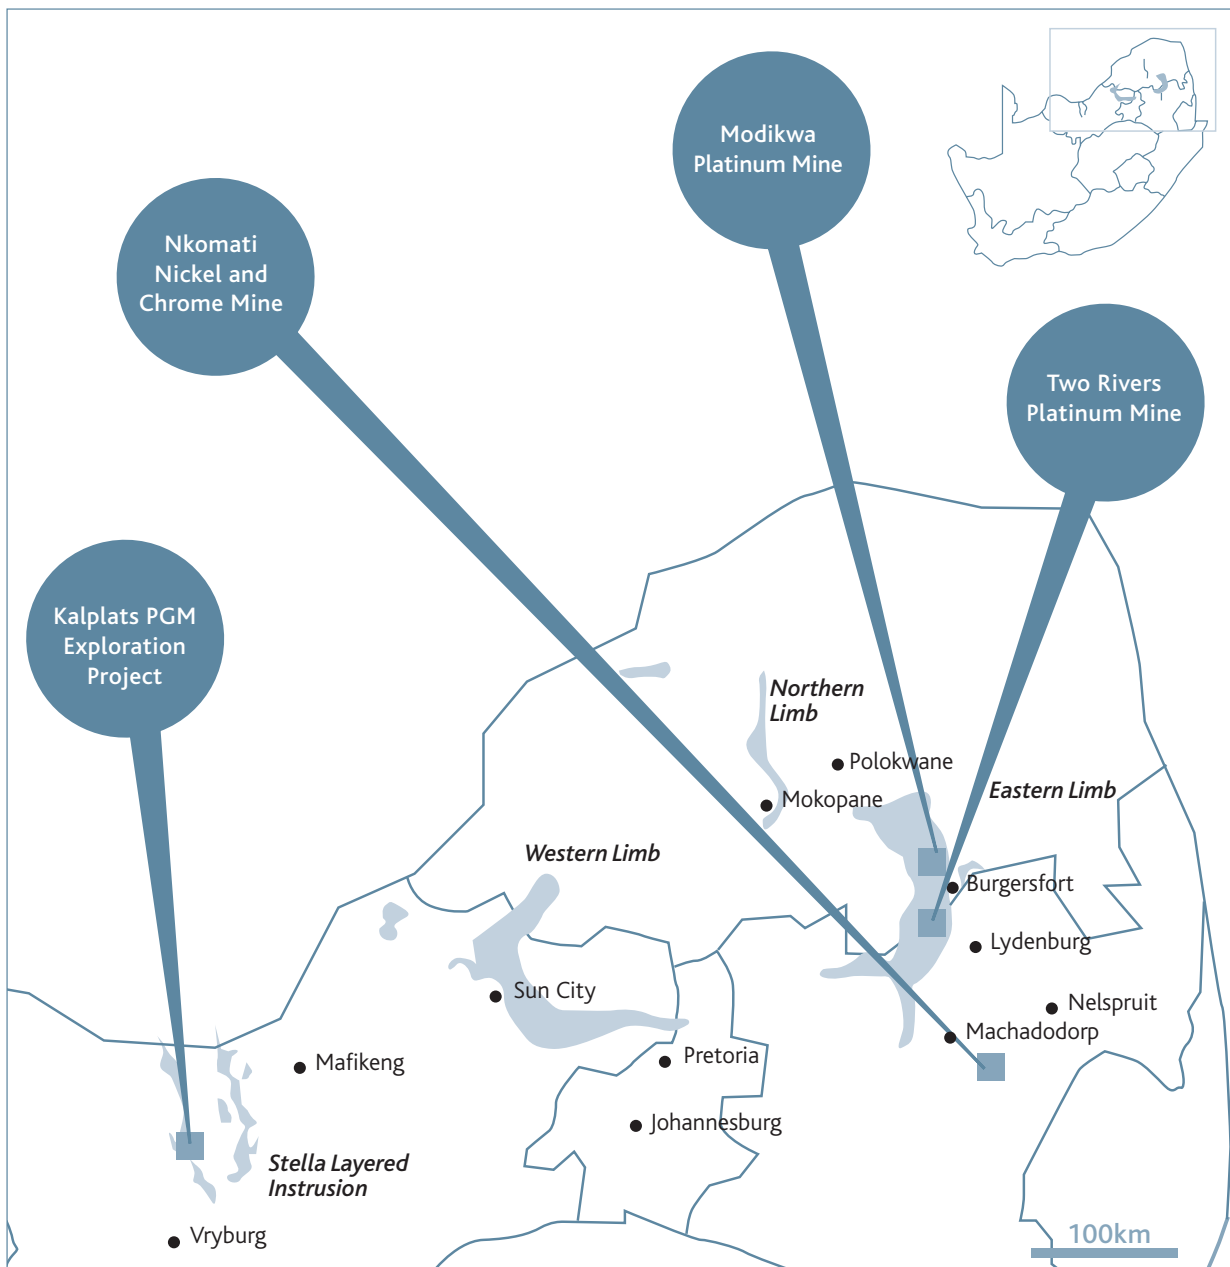 Modikwa
Platinum Mine
Nkomati
Nickel and
Chrome Mine
Two Rivers
Platinum Mine
Kalplats PGM
Exploration
Project
Northern
Limb
Polokwane
Eastern Limb
Mokopane
Western Limb
Burgersfort
Lydenburg
Sun City
Nelspruit
Machadodorp
Pretoria
Mafikeng
Johannesburg
Stella Layered
Instrusion
Vryburg
100km